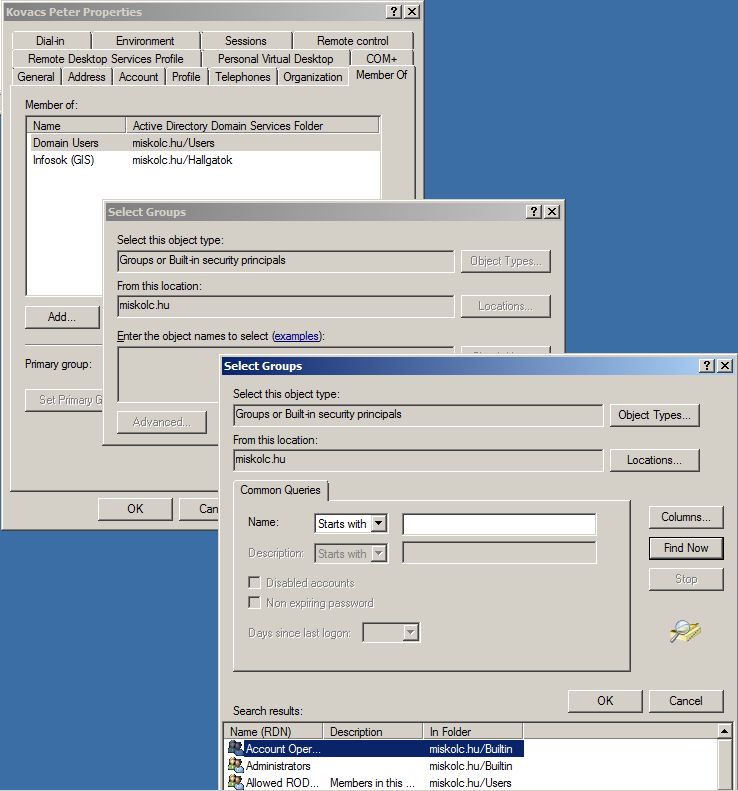 Kovacs Peter Properties
Dial-in Environment Sessions Remote control
Remote Desktop Services Profile Personal Virtual Desktop COM+
General Address Account Profile Telephones Organization Member Of
Member of:
Name Active Directory Domain Services Folder
Domain Users miskolc.hu/Users
Infosok (GIS) miskolc.hu/Hallgatok
Add...
Primary group:
Set Primary G
OK Can
Select Groups
Select this object type:
Groups or Built-in security principals
Object Types...
From this location:
miskolc.hu
Locations...
Enter the object names to select (examples):
Advanced...
Select Groups
Select this object type:
Groups or Built-in security principals
Object Types...
From this location:
miskolc.hu
Locations...
Common Queries
Name: Starts with
Columns...
Description: Starts with
Find Now
Disabled accounts
Stop
Non expiring password
Days since last logon:
OK Cancel
Search results:
Name (RDN) Description In Folder
Account Oper... miskolc.hu/Builtin
Administrators miskolc.hu/Builtin
Allowed ROD... Members in this ... miskolc.hu/Users